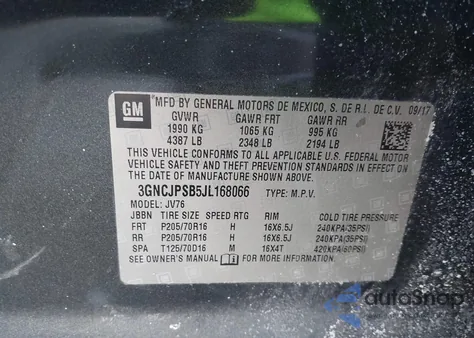 GM
MFD BY GENERAL MOTORS DE MEXICO, S. DE R.L. DE C.V. 09/17
GVWR GAWR FRT GAWR RR
1990 KG 1065 KG 995 KG
4387 LB 2348 LB 2194 LB
THIS VEHICLE CONFORMS TO ALL APPLICABLE U.S. FEDERAL
MOTOR VEHICLE SAFETY, BUMPER, AND THEFT PREVENTION STANDARDS IN EFFECT ON
THE DATE OF MANUFACTURE SHOWN ABOVE.
3GNCJPSB5JL168066 TYPE: M.P.V.
MODEL: JV76
JBBN TIRE SIZE SPEED RTG RIM COLD TIRE PRESSURE
FRT P205/70R16 H 16X6.5J 240KPA(35PSI)
RR P205/70R16 H 16X6.5J 240KPA(35PSI)
SPA T125/70D16 M 16X4T 420KPA(60PSI)
SEE OWNER'S MANUAL FOR MORE INFORMATION.
autoSnap